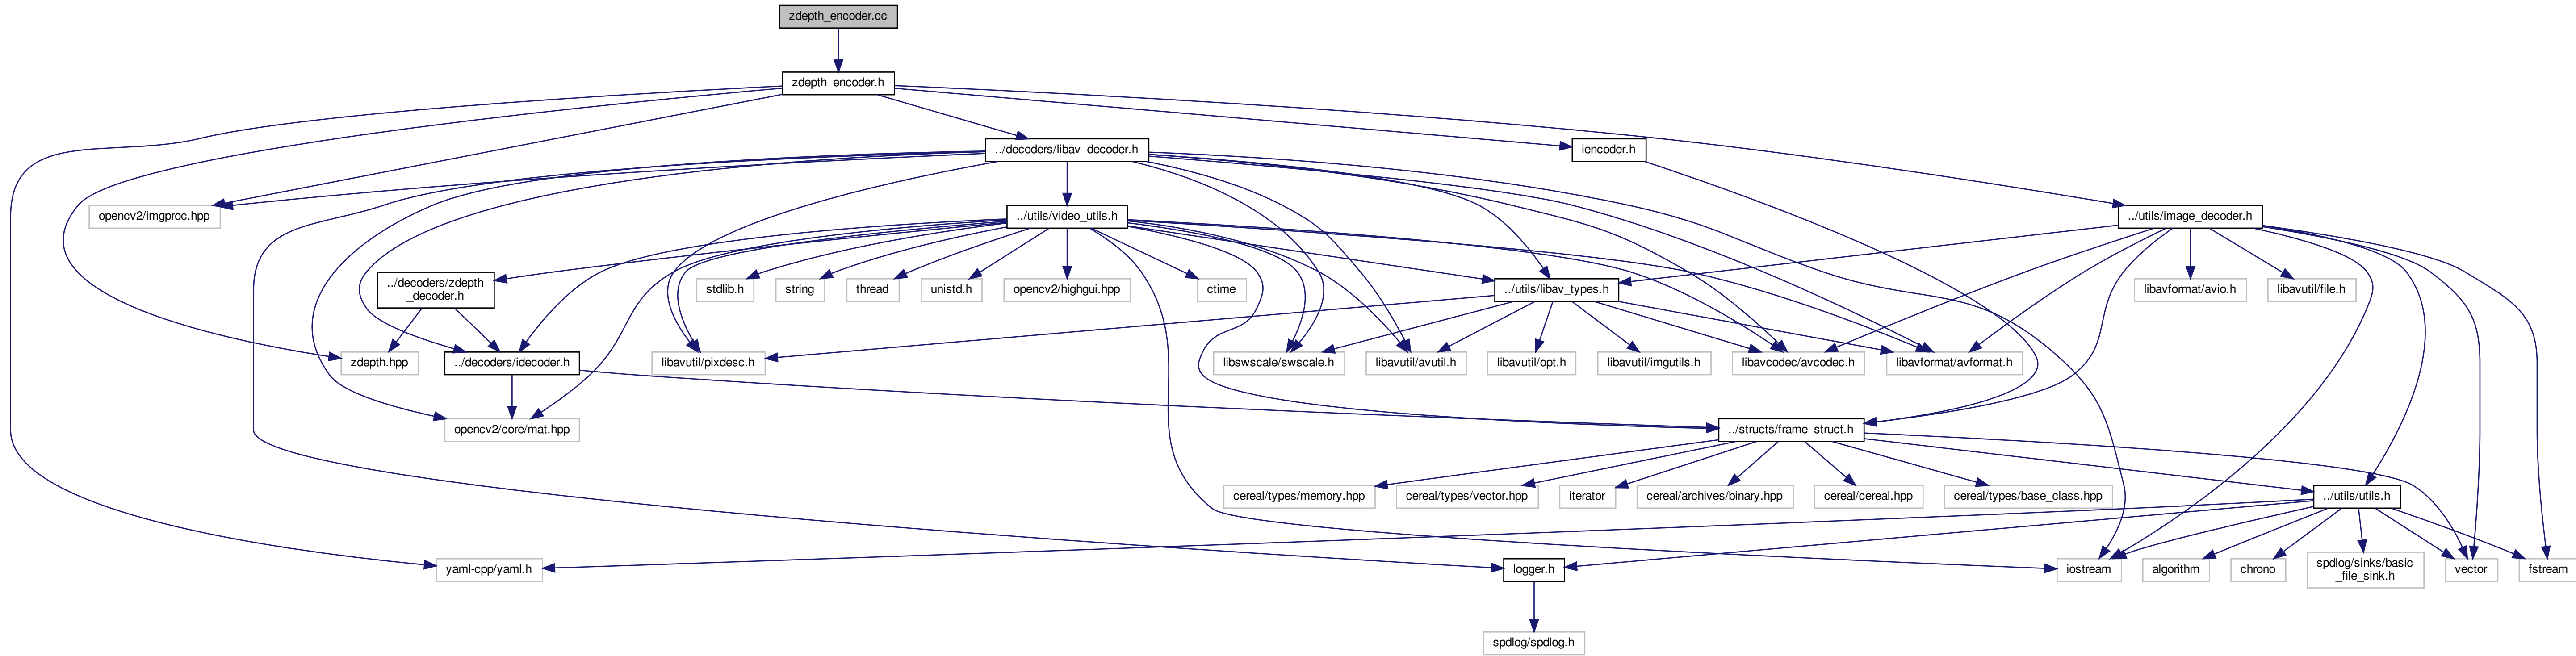 zdepth_encoder.cc
zdepth_encoder.h
../decoders/libav_decoder.h
iencoder.h
opencv2/imgproc.hpp
../utils/video_utils.h
../utils/image_decoder.h
../decoders/zdepth
_decoder.h
stdlib.h
string
thread
unistd.h
opencv2/highgui.hpp
ctime
../utils/libav_types.h
libavformat/avio.h
libavutil/file.h
zdepth.hpp
../decoders/idecoder.h
libavutil/pixdesc.h
libswscale/swscale.h
libavutil/avutil.h
libavutil/opt.h
libavutil/imgutils.h
libavcodec/avcodec.h
libavformat/avformat.h
opencv2/core/mat.hpp
../structs/frame_struct.h
cereal/types/memory.hpp
cereal/types/vector.hpp
iterator
cereal/archives/binary.hpp
cereal/cereal.hpp
cereal/types/base_class.hpp
../utils/utils.h
yaml-cpp/yaml.h
logger.h
iostream
algorithm
chrono
spdlog/sinks/basic
_file_sink.h
vector
fstream
spdlog/spdlog.h